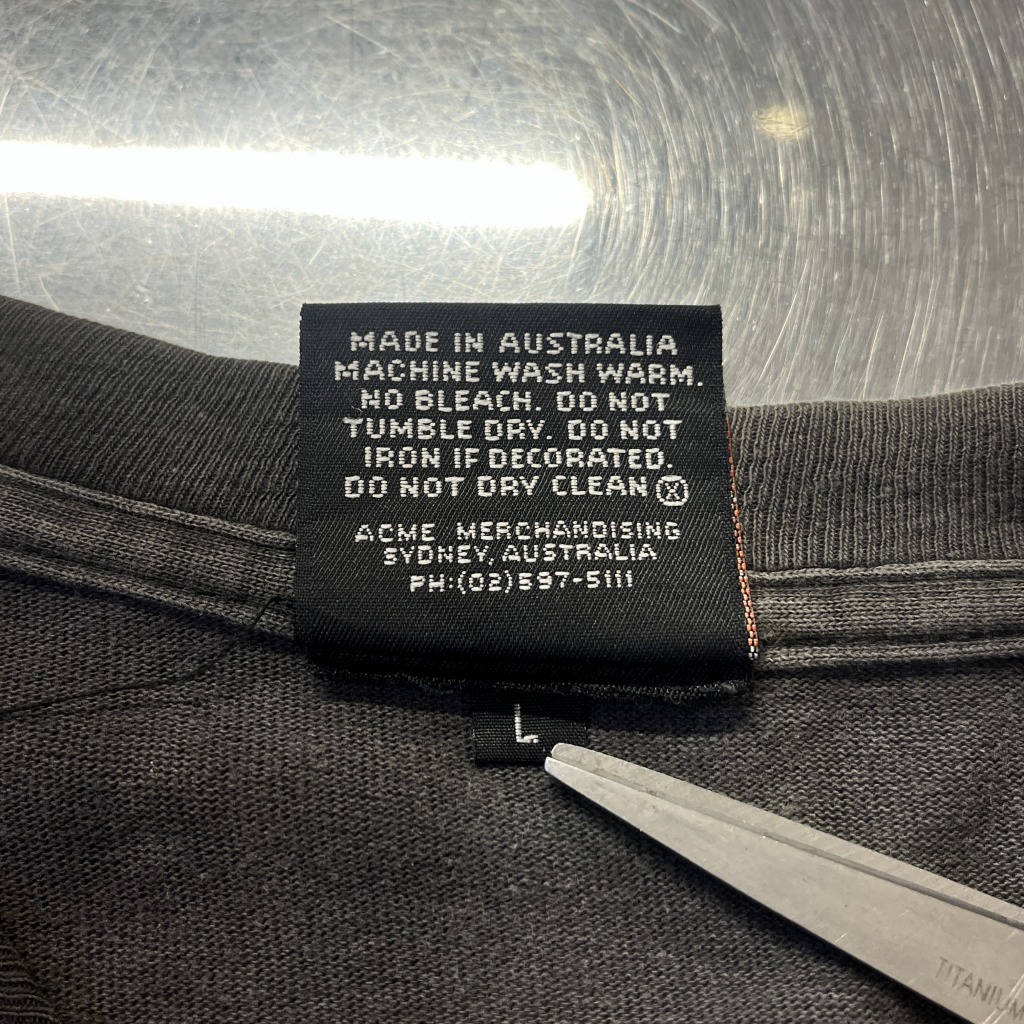 MADE IN AUSTRALIA
MACHINE WASH WARM.
NO BLEACH. DO NOT
TUMBLE DRY. DO NOT
IRON IF DECORATED.
DO NOT DRY CLEAN Ⓧ
ACME MERCHANDISING
SYDNEY, AUSTRALIA
PH:(02)597-5111
L
TITANIUM